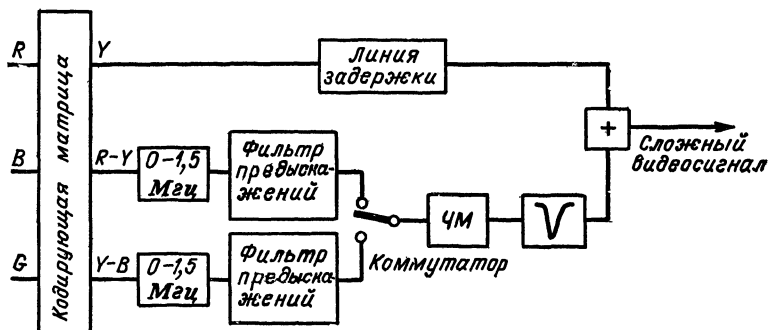 R
Y
Линия
задержки
Кодирующая матрица
+
Сложный
видеосигнал
B
R-Y
0-1,5
Мгц
Фильтр
предыска-
жений
ЧМ
Коммутатор
G
Y-B
0-1,5
Мгц
Фильтр
предыска-
жений